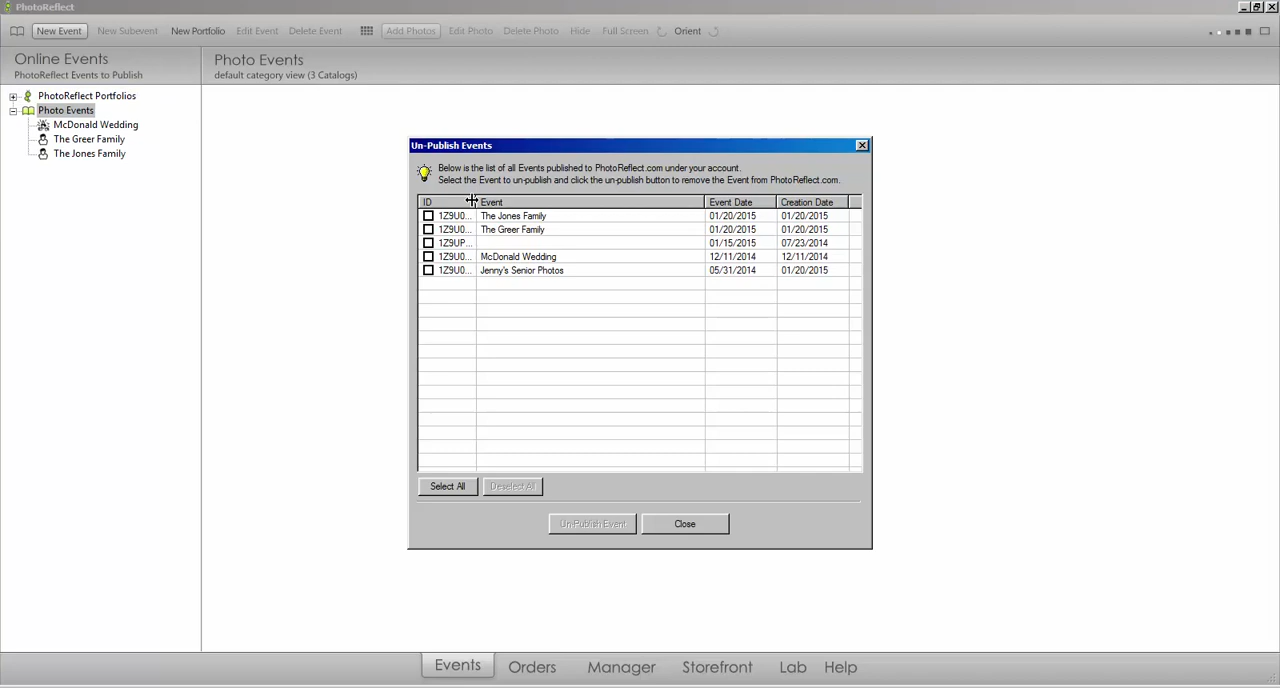 PhotoReflect
New Event New Subevent New Portfolio Edit Event Delete Event Add Photos Edit Photo Delete Photo Hide Full Screen Orient
Online Events
PhotoReflect Events to Publish
Photo Events
default category view (3 Catalogs)
PhotoReflect Portfolios
Photo Events
McDonald Wedding
The Greer Family
The Jones Family
Un-Publish Events
Below is the list of all Events published to PhotoReflect.com under your account.
Select the Event to un-publish and click the un-publish button to remove the Event from PhotoReflect.com.
ID Event Event Date Creation Date
1Z9U0... The Jones Family 01/20/2015 01/20/2015
1Z9U0... The Greer Family 01/20/2015 01/20/2015
1Z9UP... 01/15/2015 07/23/2014
1Z9U0... McDonald Wedding 12/11/2014 12/11/2014
1Z9U0... Jenny's Senior Photos 05/31/2014 01/20/2015
Select All Deselect All
Un-Publish Event Close
Events Orders Manager Storefront Lab Help